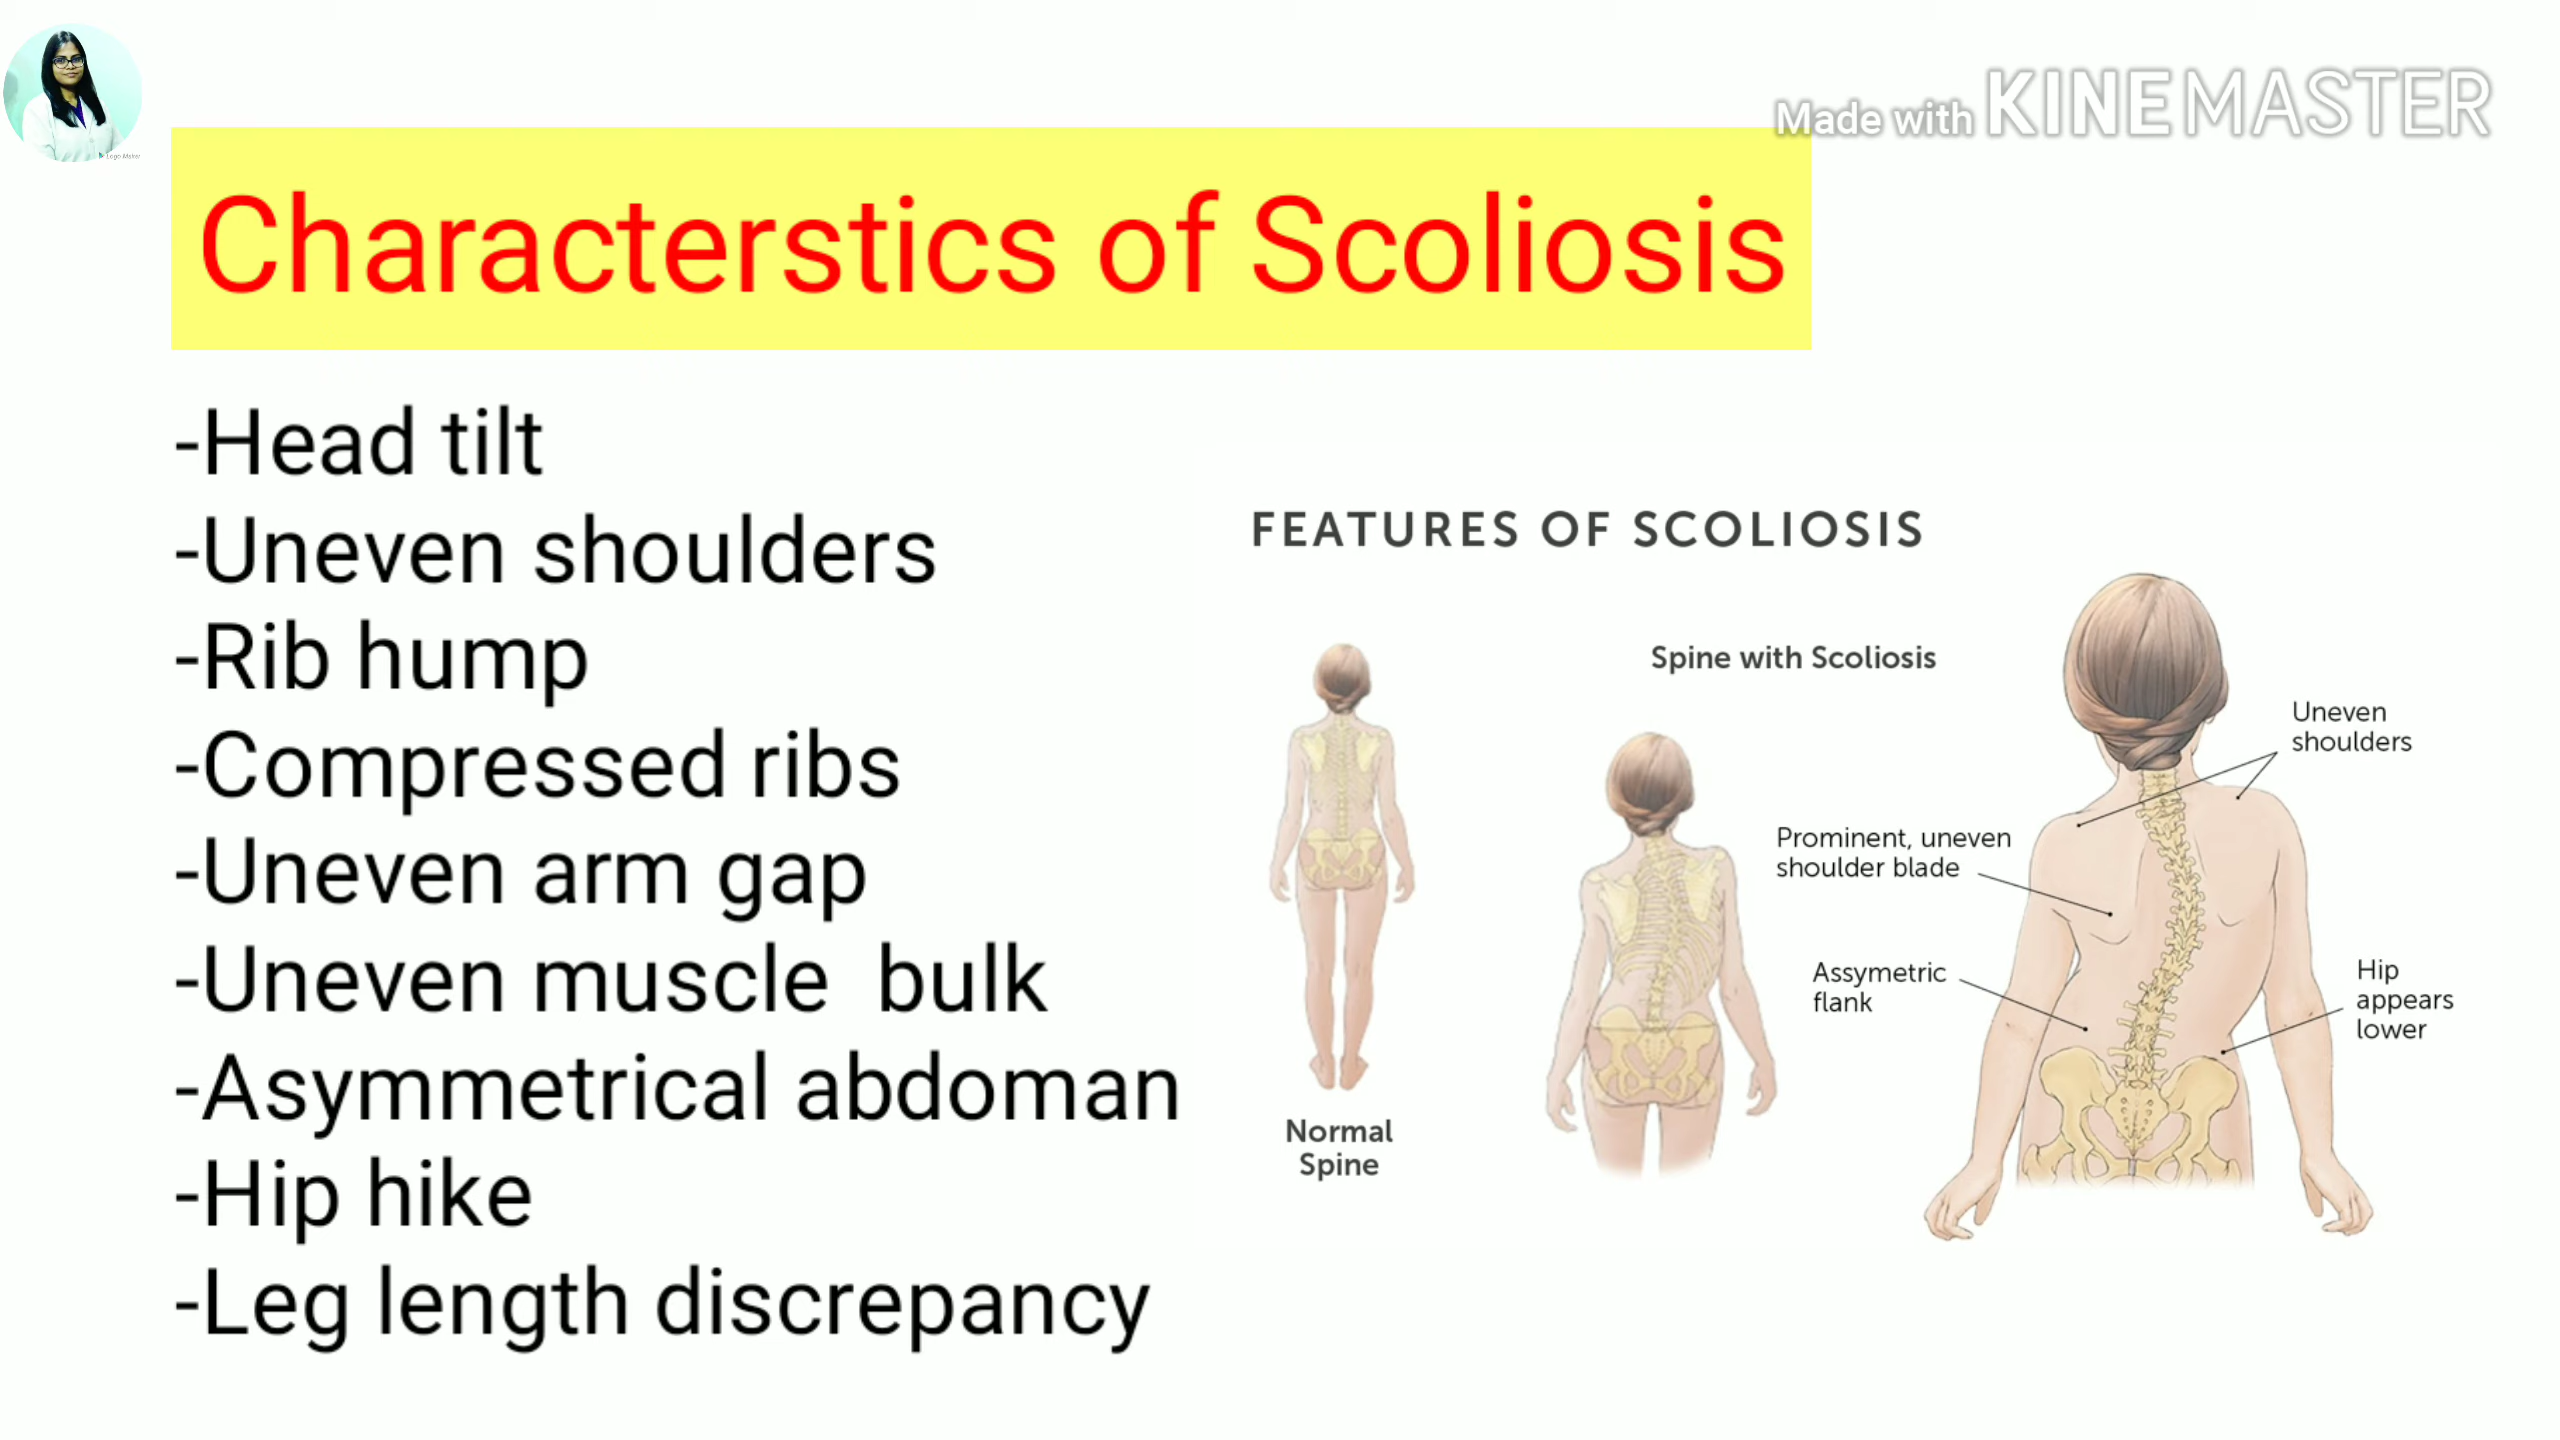 Made with KINEMASTER
Logo Maker
Characterstics of Scoliosis
-Head tilt
-Uneven shoulders
-Rib hump
-Compressed ribs
-Uneven arm gap
-Uneven muscle  bulk
-Asymmetrical abdoman
-Hip hike
-Leg length discrepancy
FEATURES OF SCOLIOSIS
Normal
Spine
Spine with Scoliosis
Uneven
shoulders
Prominent, uneven
shoulder blade
Assymetric
flank
Hip
appears
lower